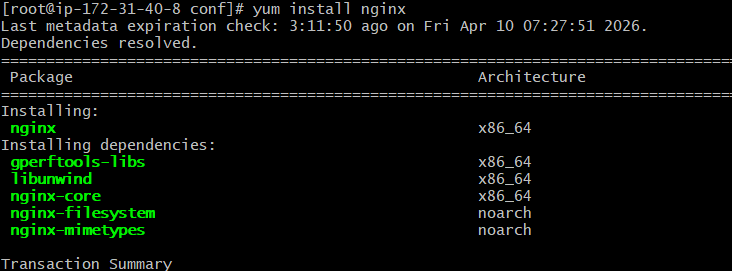 [root@ip-172-31-40-8 conf]# yum install nginx
Last metadata expiration check: 3:11:50 ago on Fri Apr 10 07:27:51 2026.
Dependencies resolved.
================================================================================
Package Architecture
================================================================================
Installing:
nginx x86_64
Installing dependencies:
gperftools-libs x86_64
libunwind x86_64
nginx-core x86_64
nginx-filesystem noarch
nginx-mimetypes noarch
Transaction Summary